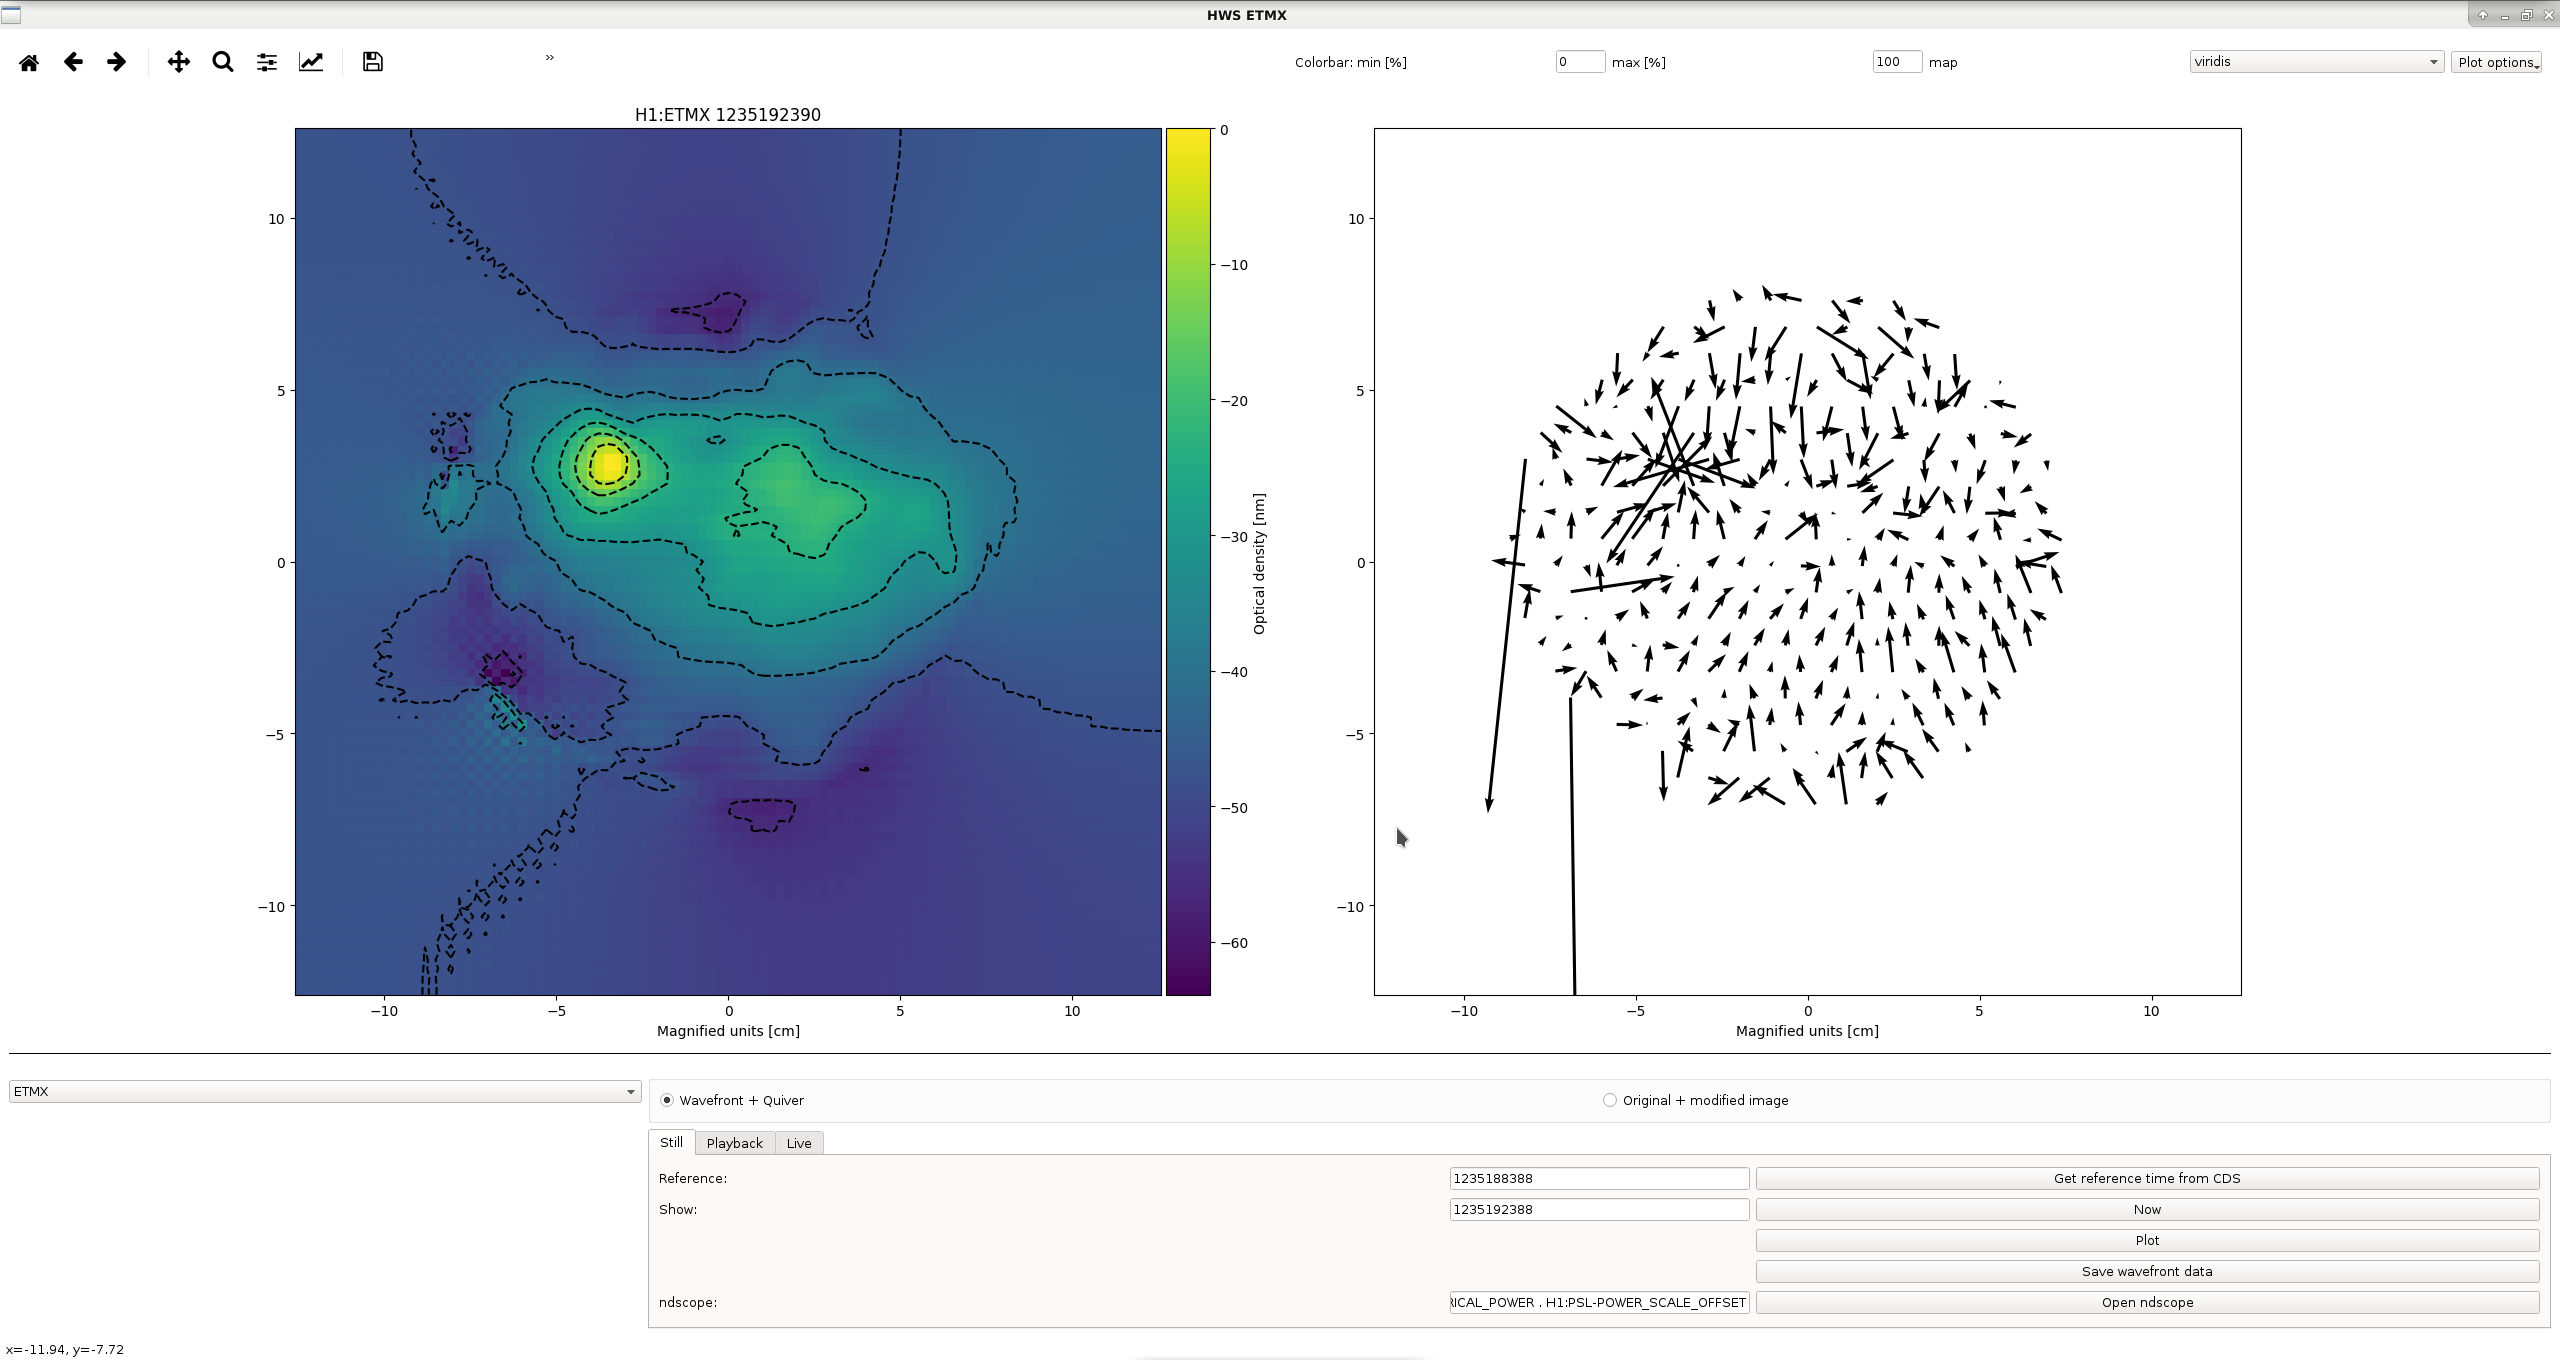 HWS ETMX
»
Colorbar: min [%] 0 max [%] 100 map viridis Plot options
H1:ETMX 1235192390
10
5
0
−5
−10
−10 −5 0 5 10
Magnified units [cm]
0
−10
−20
−30
−40
−50
−60
Optical density [nm]
10
5
0
−5
−10
−10 −5 0 5 10
Magnified units [cm]
ETMX
Wavefront + Quiver Original + modified image
Still Playback Live
Reference: 1235188388 Get reference time from CDS
Show: 1235192388 Now
Plot
Save wavefront data
ndscope: RICAL_POWER . H1:PSL-POWER_SCALE_OFFSET Open ndscope
x=-11.94, y=-7.72